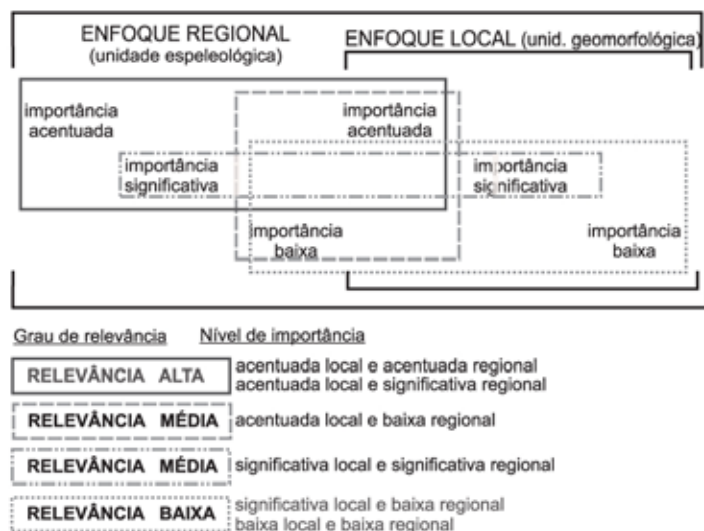 ENFOQUE REGIONAL
(unidade espeleológica)
ENFOQUE LOCAL (unid. geomorfológica)
importância
acentuada
importância
acentuada
importância
significativa
importância
significativa
importância
baixa
importância
baixa
Grau de relevância Nível de importância
RELEVÂNCIA ALTA
acentuada local e acentuada regional
acentuada local e significativa regional
RELEVÂNCIA MÉDIA
acentuada local e baixa regional
RELEVÂNCIA MÉDIA
significativa local e significativa regional
RELEVÂNCIA BAIXA
significativa local e baixa regional
baixa local e baixa regional